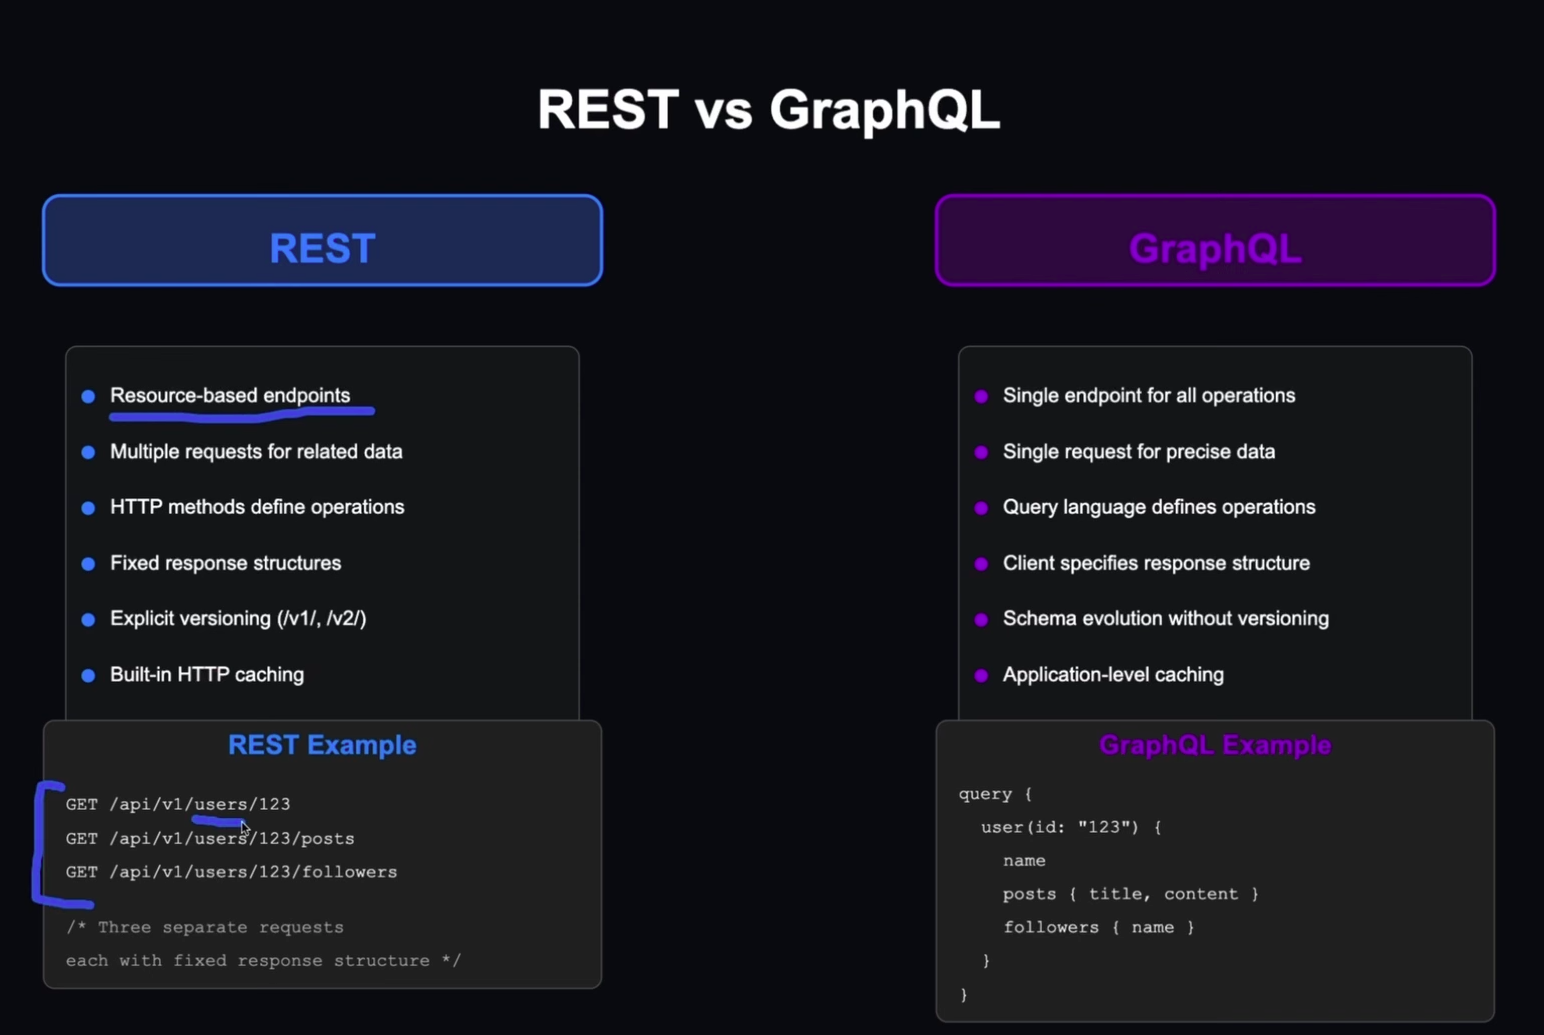 REST vs GraphQL
REST
Resource-based endpoints
Multiple requests for related data
HTTP methods define operations
Fixed response structures
Explicit versioning (/v1/, /v2/)
Built-in HTTP caching
REST Example
GET /api/v1/users/123
GET /api/v1/users/123/posts
GET /api/v1/users/123/followers
/* Three separate requests
each with fixed response structure */
GraphQL
Single endpoint for all operations
Single request for precise data
Query language defines operations
Client specifies response structure
Schema evolution without versioning
Application-level caching
GraphQL Example
query {
user(id: "123") {
name
posts { title, content }
followers { name }
}
}